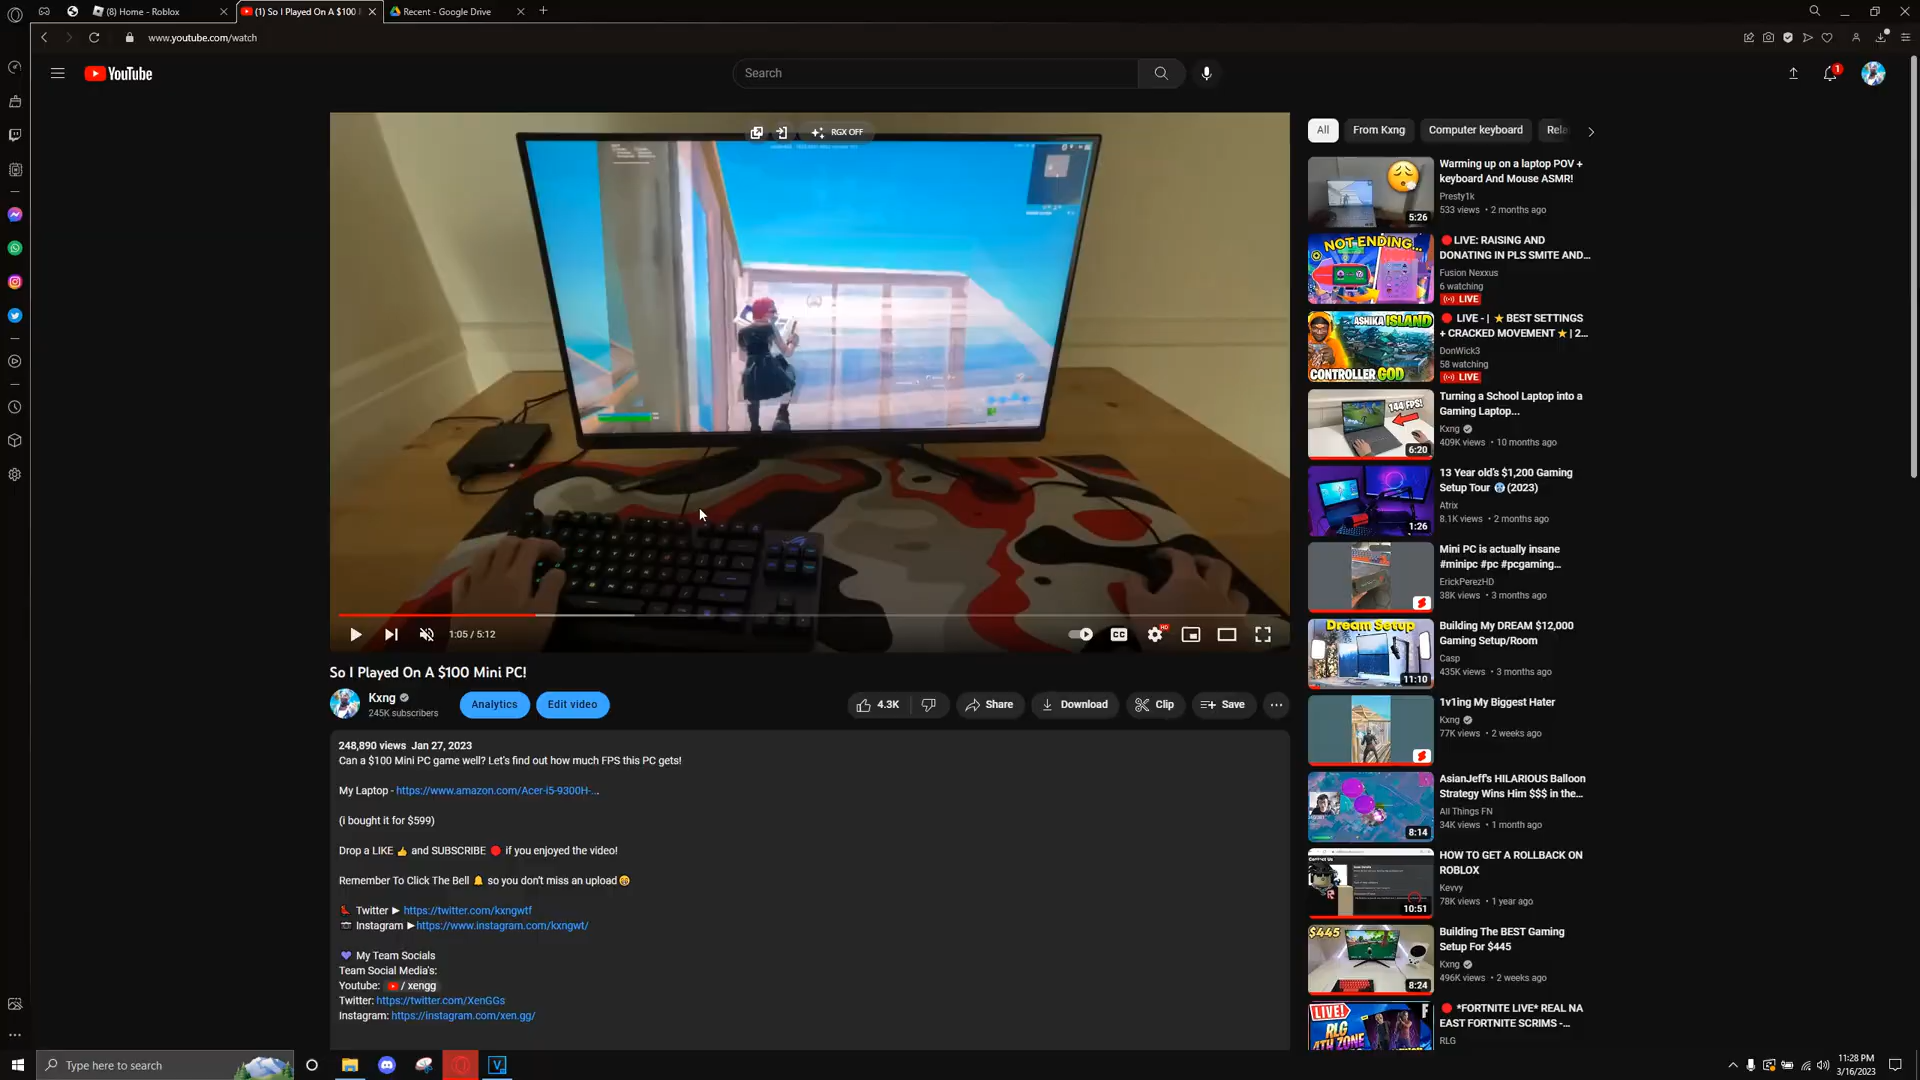 (8) Home - Roblox
(1) So I Played On A $100
Recent - Google Drive
www.youtube.com/watch
YouTube
Search
1
RGX OFF
1:05 / 5:12
CC
HD
So I Played On A $100 Mini PC!
Kxng
245K subscribers
Analytics
Edit video
4.3K
Share
Download
Clip
Save
248,890 views Jan 27, 2023
Can a $100 Mini PC game well? Let's find out how much FPS this PC gets!
My Laptop - https://www.amazon.com/Acer-i5-9300H-...
(i bought it for $599)
Drop a LIKE 👍 and SUBSCRIBE 🔴 if you enjoyed the video!
Remember To Click The Bell 🔔 so you don't miss an upload
Twitter ► https://twitter.com/kxngwtf
Instagram ►https://www.instagram.com/kxngwt/
My Team Socials
Team Social Media's:
Youtube: / xengg
Twitter: https://twitter.com/XenGGs
Instagram: https://instagram.com/xen.gg/
All
From Kxng
Computer keyboard
Rela
5:26
Warming up on a laptop POV +
keyboard And Mouse ASMR!
Presty1k
533 views • 2 months ago
NOT ENDING...
🔴LIVE: RAISING AND
DONATING IN PLS SMITE AND...
Fusion Nexxus
6 watching
LIVE
ASHIKA ISLAND
CONTROLLER GOD
🔴 LIVE - | ⭐BEST SETTINGS
+ CRACKED MOVEMENT ⭐ | 2...
DonWick3
58 watching
LIVE
144 FPS!
6:20
Turning a School Laptop into a
Gaming Laptop...
Kxng
409K views • 10 months ago
1:26
13 Year old's $1,200 Gaming
Setup Tour (2023)
Atrix
8.1K views • 2 months ago
Mini PC is actually insane
#minipc #pc #pcgaming...
ErickPerezHD
38K views • 3 months ago
Dream Setup
11:10
Building My DREAM $12,000
Gaming Setup/Room
Casp
435K views • 3 months ago
1v1ing My Biggest Hater
Kxng
77K views • 2 weeks ago
8:14
AsianJeff's HILARIOUS Balloon
Strategy Wins Him $$$ in the...
All Things FN
34K views • 1 month ago
10:51
HOW TO GET A ROLLBACK ON
ROBLOX
Kevvy
78K views • 1 year ago
$445
8:24
Building The BEST Gaming
Setup For $445
Kxng
496K views • 2 weeks ago
LIVE!
RLG
4TH ZONE
🔴 *FORTNITE LIVE* REAL NA
EAST FORTNITE SCRIMS -...
RLG
Type here to search
11:28 PM
3/16/2023